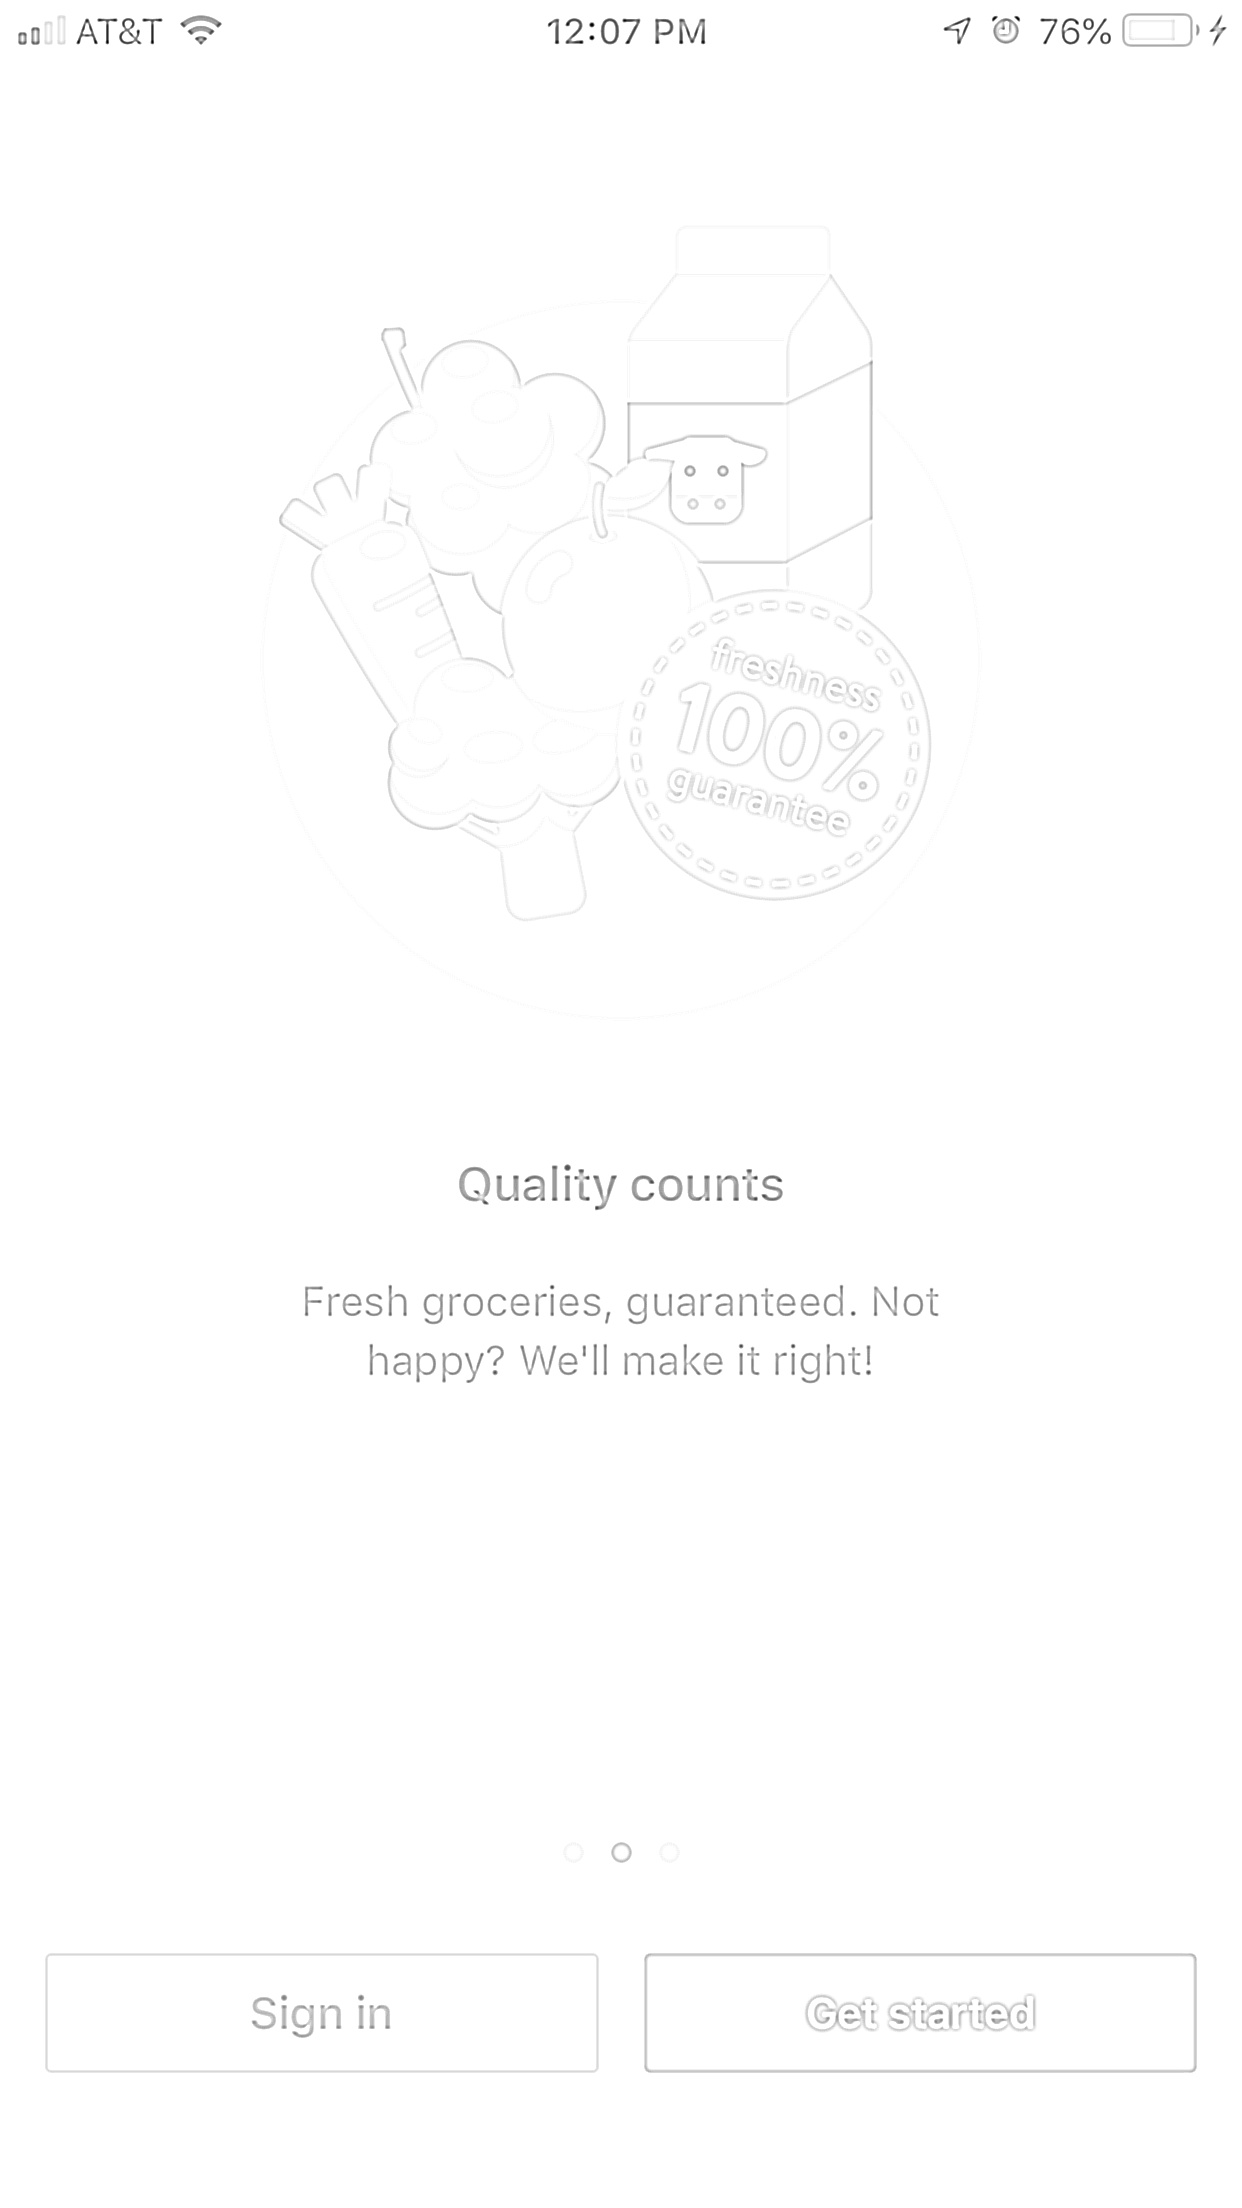 AT&T 12:07 PM 76%
freshness
100%
guarantee
Quality counts
Fresh groceries, guaranteed. Not
happy? We'll make it right!
Sign in Get started